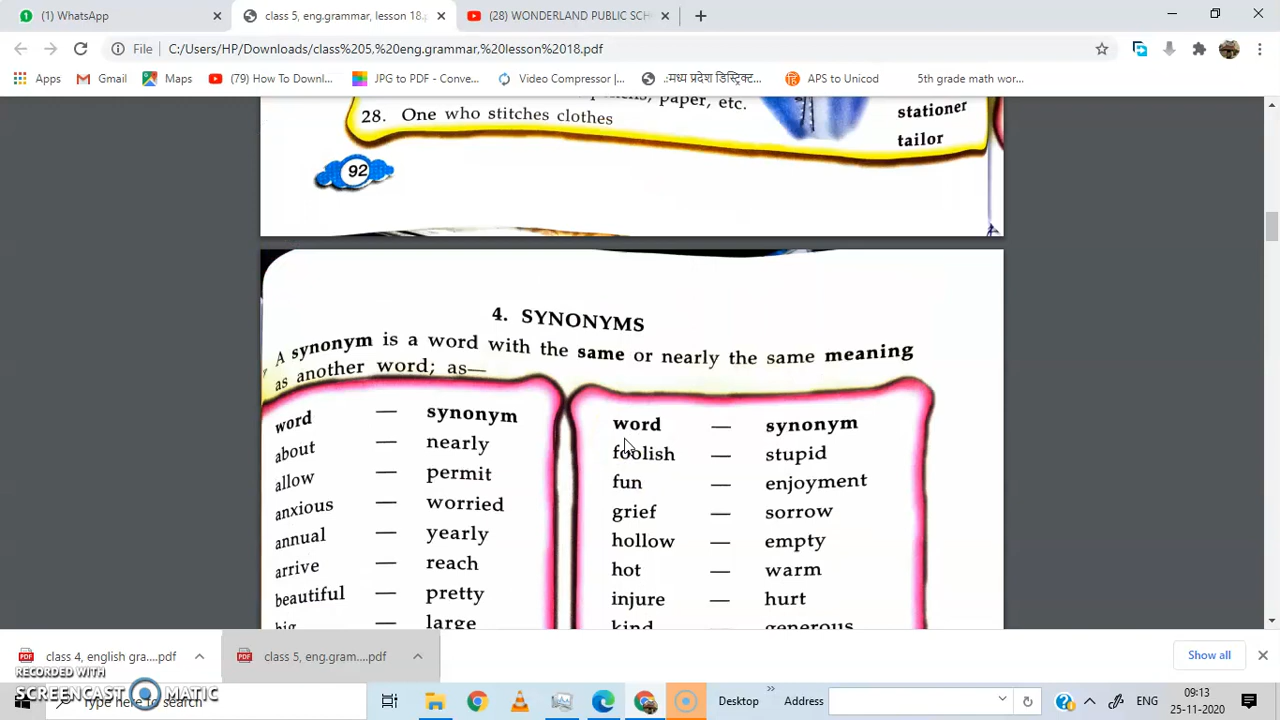 (1) WhatsApp
class 5, eng.grammar, lesson 18.
(28) WONDERLAND PUBLIC SCH
File
C:/Users/HP/Downloads/class%205,%20eng.grammar,%20lesson%2018.pdf
Apps
Gmail
Maps
(79) How To Downl...
JPG to PDF - Conve...
Video Compressor |...
.:मध्य प्रदेश डिस्ट्रिक्ट...
APS to Unicod
5th grade math wor...
paper, etc.
stationer
28. One who stitches clothes
tailor
92
4. SYNONYMS
A synonym is a word with the same or nearly the same meaning
as another word; as—
word — synonym
about — nearly
allow — permit
anxious — worried
annual — yearly
arrive — reach
beautiful — pretty
big — large
word — synonym
foolish — stupid
fun — enjoyment
grief — sorrow
hollow — empty
hot — warm
injure — hurt
kind — generous
class 4, english gra....pdf
class 5, eng.gram....pdf
Show all
RECORDED WITH
SCREENCAST MATIC
Type here to search
Desktop
Address
ENG
09:13
25-11-2020